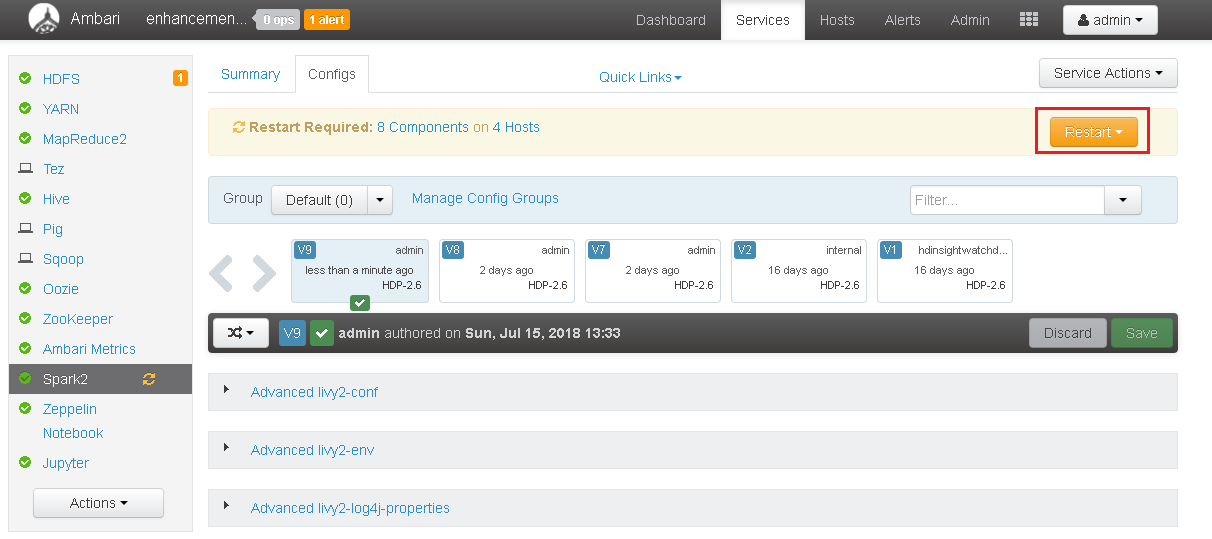 Ambari enhancemen... 0 ops 1 alert Dashboard Services Hosts Alerts Admin admin
HDFS 1
YARN
MapReduce2
Tez
Hive
Pig
Sqoop
Oozie
ZooKeeper
Ambari Metrics
Spark2
Zeppelin
Notebook
Jupyter
Actions
Summary Configs Quick Links Service Actions
Restart Required: 8 Components on 4 Hosts Restart
Group Default (0) Manage Config Groups Filter...
V9 admin
less than a minute ago
HDP-2.6
V8 admin
2 days ago
HDP-2.6
V7 admin
2 days ago
HDP-2.6
V2 internal
16 days ago
HDP-2.6
V1 hdinsightwatchd...
16 days ago
HDP-2.6
V9 admin authored on Sun, Jul 15, 2018 13:33 Discard Save
Advanced livy2-conf
Advanced livy2-env
Advanced livy2-log4j-properties